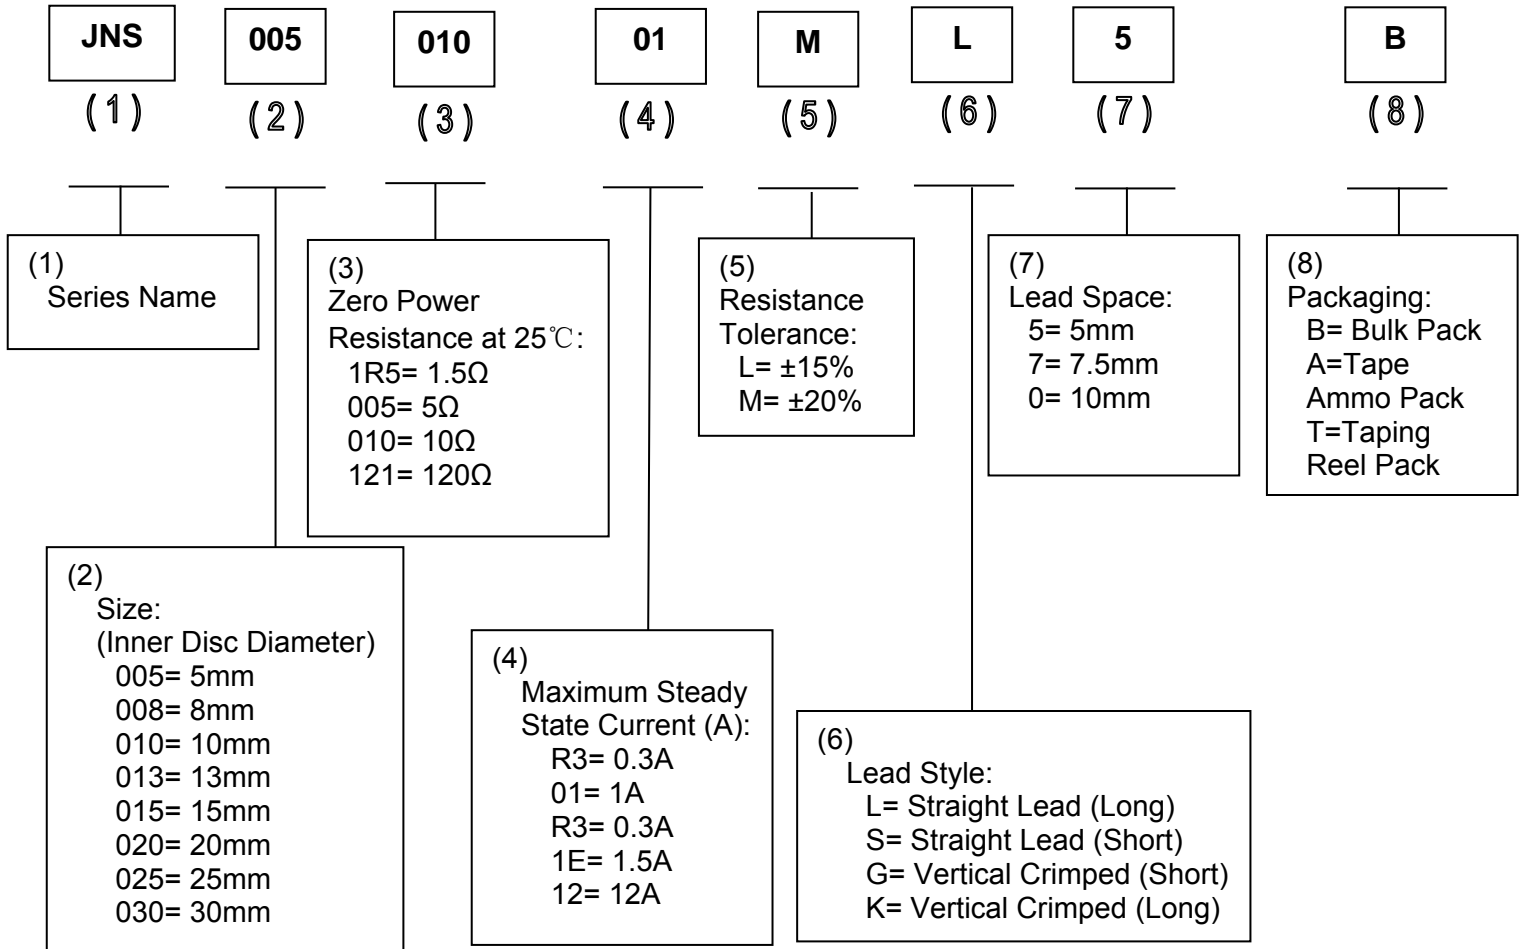 JNS 005 010 01 M L 5 B
(1) (2) (3) (4) (5) (6) (7) (8)
(1)
Series Name
(3)
Zero Power
Resistance at 25℃:
1R5= 1.5Ω
005= 5Ω
010= 10Ω
121= 120Ω
(5)
Resistance
Tolerance:
L= ±15%
M= ±20%
(7)
Lead Space:
5= 5mm
7= 7.5mm
0= 10mm
(8)
Packaging:
B= Bulk Pack
A=Tape
Ammo Pack
T=Taping
Reel Pack
(2)
Size:
(Inner Disc Diameter)
005= 5mm
008= 8mm
010= 10mm
013= 13mm
015= 15mm
020= 20mm
025= 25mm
030= 30mm
(4)
Maximum Steady
State Current (A):
R3= 0.3A
01= 1A
R3= 0.3A
1E= 1.5A
12= 12A
(6)
Lead Style:
L= Straight Lead (Long)
S= Straight Lead (Short)
G= Vertical Crimped (Short)
K= Vertical Crimped (Long)